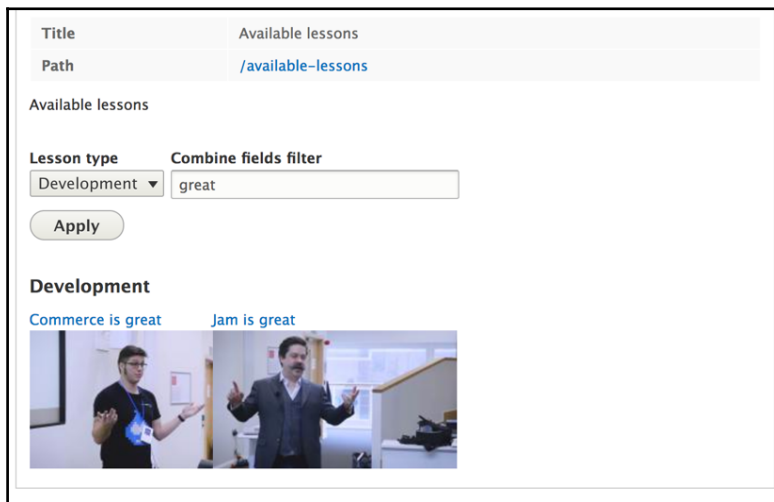 Title Available lessons
Path /available-lessons
Available lessons
Lesson type Combine fields filter
Development great
Apply
Development
Commerce is great Jam is great